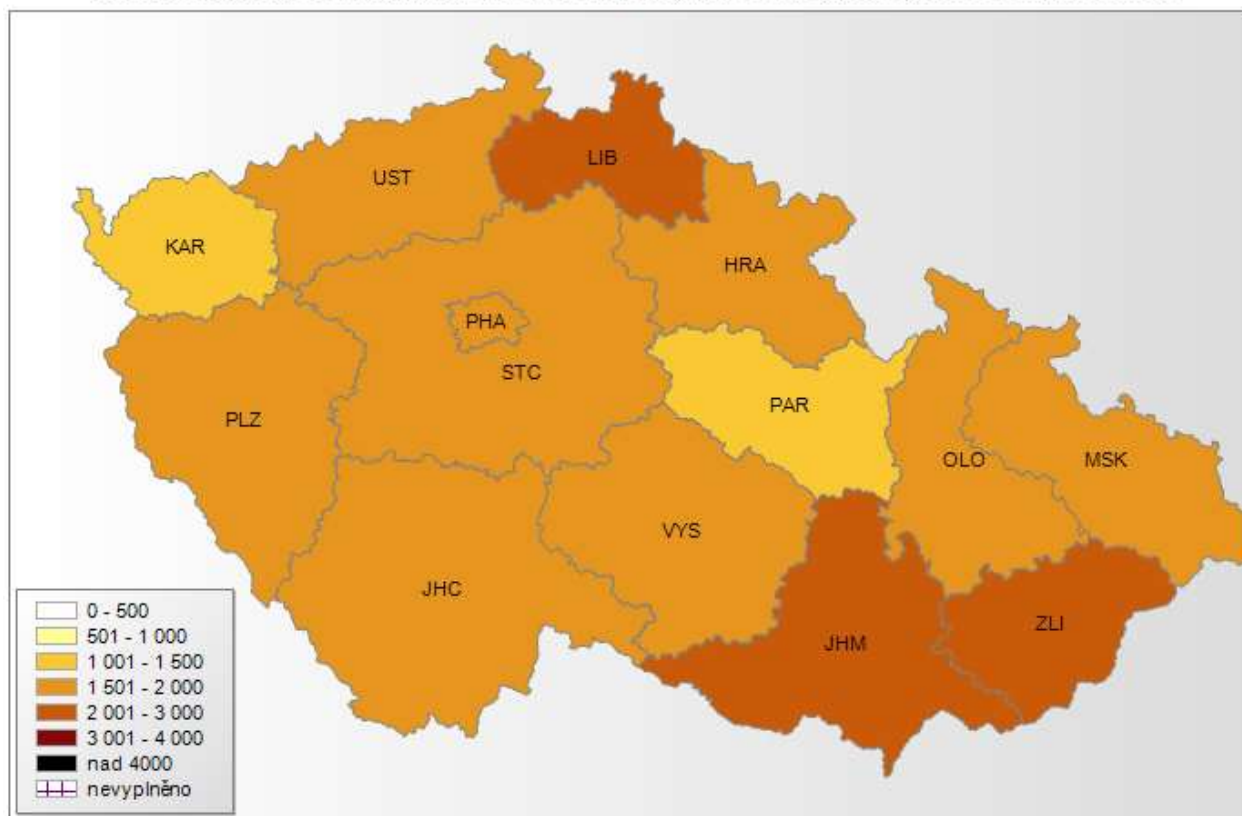 LIB
UST
KAR
HRA
PHA
STC
PAR
PLZ
OLO
MSK
VYS
JHC
ZLI
JHM
0 - 500
501 - 1 000
1 001 - 1 500
1 501 - 2 000
2 001 - 3 000
3 001 - 4 000
nad 4000
nevyplněno